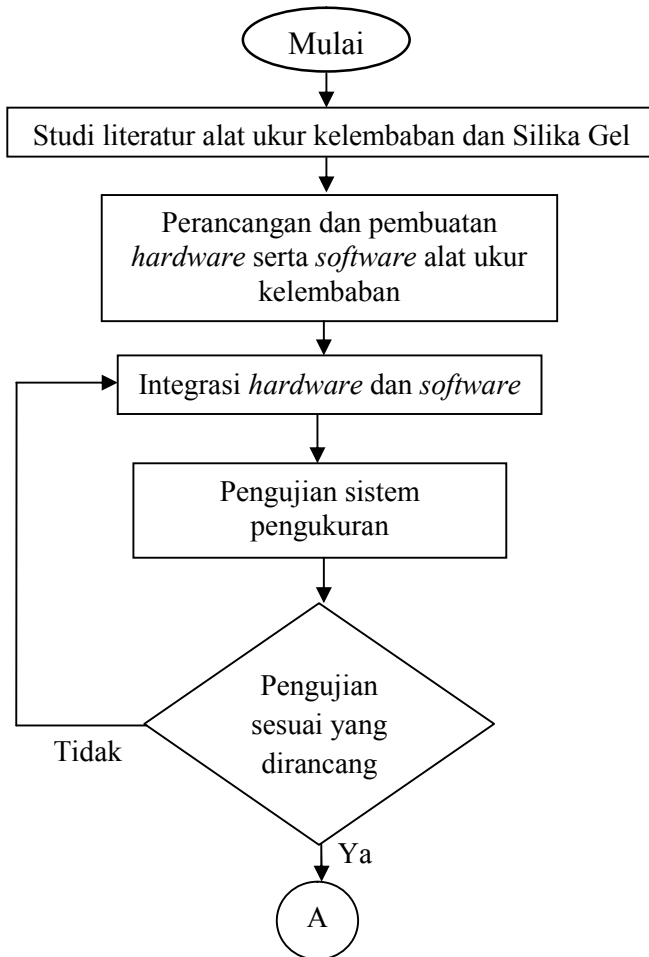 Mulai
Studi literatur alat ukur kelembaban dan Silika Gel
Perancangan dan pembuatan
hardware serta software alat ukur
kelembaban
Integrasi hardware dan software
Pengujian sistem
pengukuran
Pengujian
sesuai yang
dirancang
Tidak
Ya
A